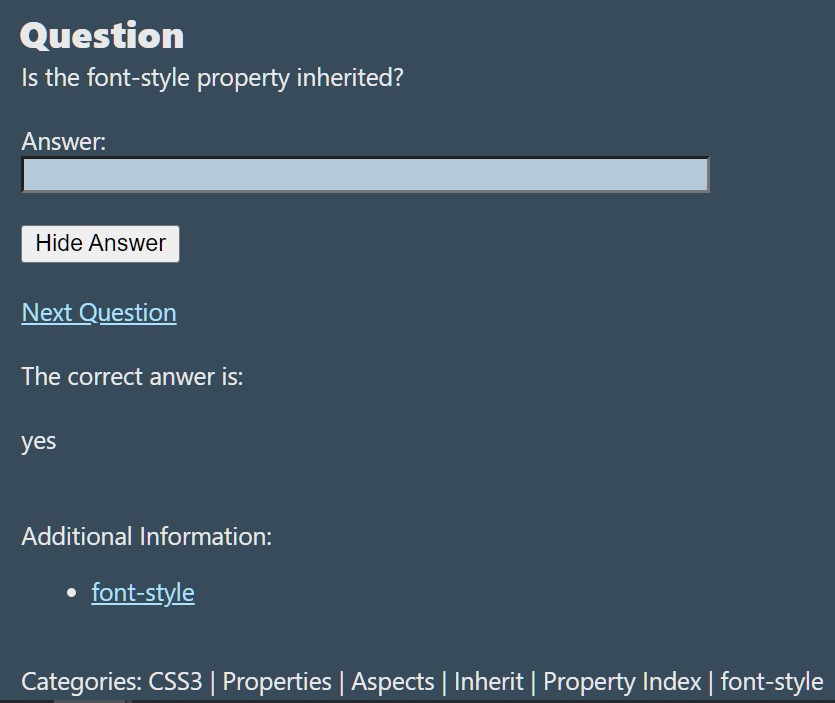 Question
Is the font-style property inherited?
Answer:
Hide Answer
Next Question
The correct anwer is:
yes
Additional Information:
• font-style
Categories: CSS3 | Properties | Aspects | Inherit | Property Index | font-style